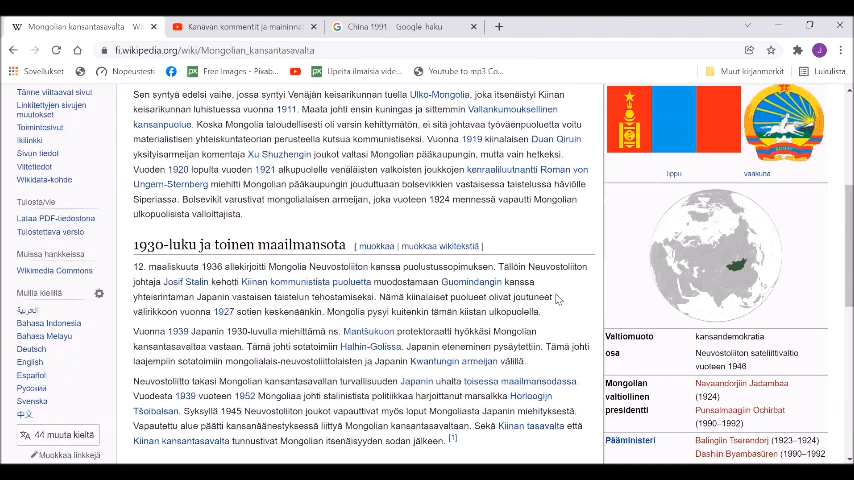 Mongolian kansantasavalta – Wi
Kanavan kommentit ja maininna
China 1991 - Google-haku
fi.wikipedia.org/wiki/Mongolian_kansantasavalta
J
Sovellukset
Nopeustesti
Free Images - Pixab...
Upeita ilmaisia vide...
Youtube to mp3 Co...
Muut kirjanmerkit
Lukulista
Tänne viittaavat sivut
Linkitettyjen sivujen
muutokset
Toimintosivut
Ikilinkki
Sivun tiedot
Viitetiedot
Wikidata-kohde
Tulosta/vie
Lataa PDF-tiedostona
Tulostettava versio
Muissa hankkeissa
Wikimedia Commons
Muilla kielillä
العربية
Bahasa Indonesia
Bahasa Melayu
Deutsch
English
Español
Русский
Svenska
中文
44 muuta kieltä
Muokkaa linkkejä
Sen syntyä edelsi vaihe, jossa syntyi Venäjän keisarikunnan tuella Ulko-Mongolia, joka itsenäistyi Kiinan
keisarikunnan luhistuessa vuonna 1911. Maata johti ensin kuningas ja sittemmin Vallankumouksellinen
kansanpuolue. Koska Mongolia taloudellisesti oli varsin kehittymätön, ei sitä johtavaa työväenpuoluetta voitu
materialistisen yhteiskuntateorian perusteella kutsua kommunistiseksi. Vuonna 1919 kiinalaisen Duan Qiruin
yksityisarmeijan komentaja Xu Shuzhengin joukot valtasi Mongolian pääkaupungin, mutta vain hetkeksi.
Vuoden 1920 lopulta vuoden 1921 alkupuolelle venäläisten valkoisten joukkojen kenraaliluutnantti Roman von
Ungern-Sternberg miehitti Mongolian pääkaupungin jouduttuaan bolsevikkien vastaisessa taistelussa häviölle
Siperiassa. Bolsevikit varustivat mongolialaisen armeijan, joka vuoteen 1924 mennessä vapautti Mongolian
ulkopuolisista valloittajista.
1930-luku ja toinen maailmansota [ muokkaa | muokkaa wikitekstiä ]
12. maaliskuuta 1936 allekirjoitti Mongolia Neuvostoliiton kanssa puolustussopimuksen. Tällöin Neuvostoliiton
johtaja Josif Stalin kehotti Kiinan kommunistista puoluetta muodostamaan Guomindangin kanssa
yhteisrintaman Japanin vastaisen taistelun tehostamiseksi. Nämä kiinalaiset puolueet olivat joutuneet
välirikkoon vuonna 1927 sotien keskenäänkin. Mongolia pysyi kuitenkin tämän kiistan ulkopuolella.
Vuonna 1939 Japanin 1930-luvulla miehittämä ns. Mantšukuon protektoraatti hyökkäsi Mongolian
kansantasavaltaa vastaan. Tämä johti sotatoimiin Halhin-Golissa. Japanin eteneminen pysäytettiin. Tämä johti
laajempiin sotatoimiin mongolialais-neuvostoliittolaisten ja Japanin Kwantungin armeijan välillä.
Neuvostoliitto takasi Mongolian kansantasavallan turvallisuuden Japanin uhalta toisessa maailmansodassa.
Vuodesta 1939 vuoteen 1952 Mongoliaa johti stalinistista politiikkaa harjoittanut marsalkka Horloogijn
Tšoibalsan. Syksyllä 1945 Neuvostoliiton joukot vapauttivat myös loput Mongoliasta Japanin miehityksestä.
Vapautettu alue päätti kansanäänestyksessä liittyä Mongolian kansantasavaltaan. Sekä Kiinan tasavalta että
Kiinan kansantasavalta tunnustivat Mongolian itsenäisyyden sodan jälkeen. [1]
lippu
vaakuna
Valtiomuoto kansandemokratia
osa Neuvostoliiton satelliittivaltio
vuoteen 1946
Mongolian Navaandorjiin Jadambaa
valtiollinen (1924)
presidentti Punsalmaagiin Ochirbat
(1990–1992)
Pääministeri Balingiin Tserendorj (1923–1924)
Dashiin Byambasüren (1990–1992